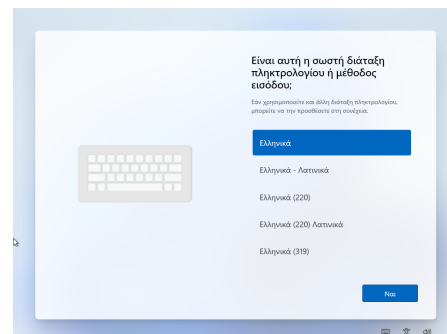 Είναι αυτή η σωστή διάταξη
πληκτρολογίου ή μέθοδος
εισόδου;
Εάν χρησιμοποιείτε και άλλη διάταξη πληκτρολογίου,
μπορείτε να την προσθέσετε στη συνέχεια.
Ελληνικά
Ελληνικά - Λατινικά
Ελληνικά (220)
Ελληνικά (220) Λατινικά
Ελληνικά (319)
Ναι